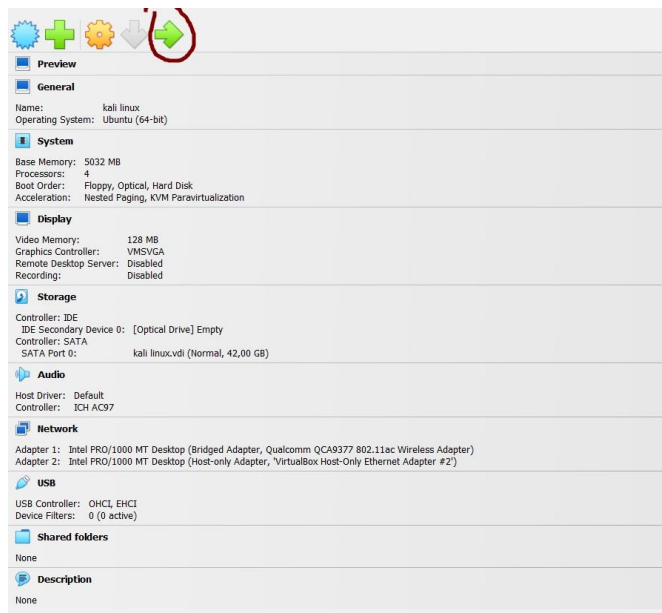 Preview
General
Name: kali linux
Operating System: Ubuntu (64-bit)
System
Base Memory: 5032 MB
Processors: 4
Boot Order: Floppy, Optical, Hard Disk
Acceleration: Nested Paging, KVM Paravirtualization
Display
Video Memory: 128 MB
Graphics Controller: VMSVGA
Remote Desktop Server: Disabled
Recording: Disabled
Storage
Controller: IDE
IDE Secondary Device 0: [Optical Drive] Empty
Controller: SATA
SATA Port 0: kali linux.vdi (Normal, 42,00 GB)
Audio
Host Driver: Default
Controller: ICH AC97
Network
Adapter 1: Intel PRO/1000 MT Desktop (Bridged Adapter, Qualcomm QCA9377 802.11ac Wireless Adapter)
Adapter 2: Intel PRO/1000 MT Desktop (Host-only Adapter, 'VirtualBox Host-Only Ethernet Adapter #2')
USB
USB Controller: OHCI, EHCI
Device Filters: 0 (0 active)
Shared folders
None
Description
None